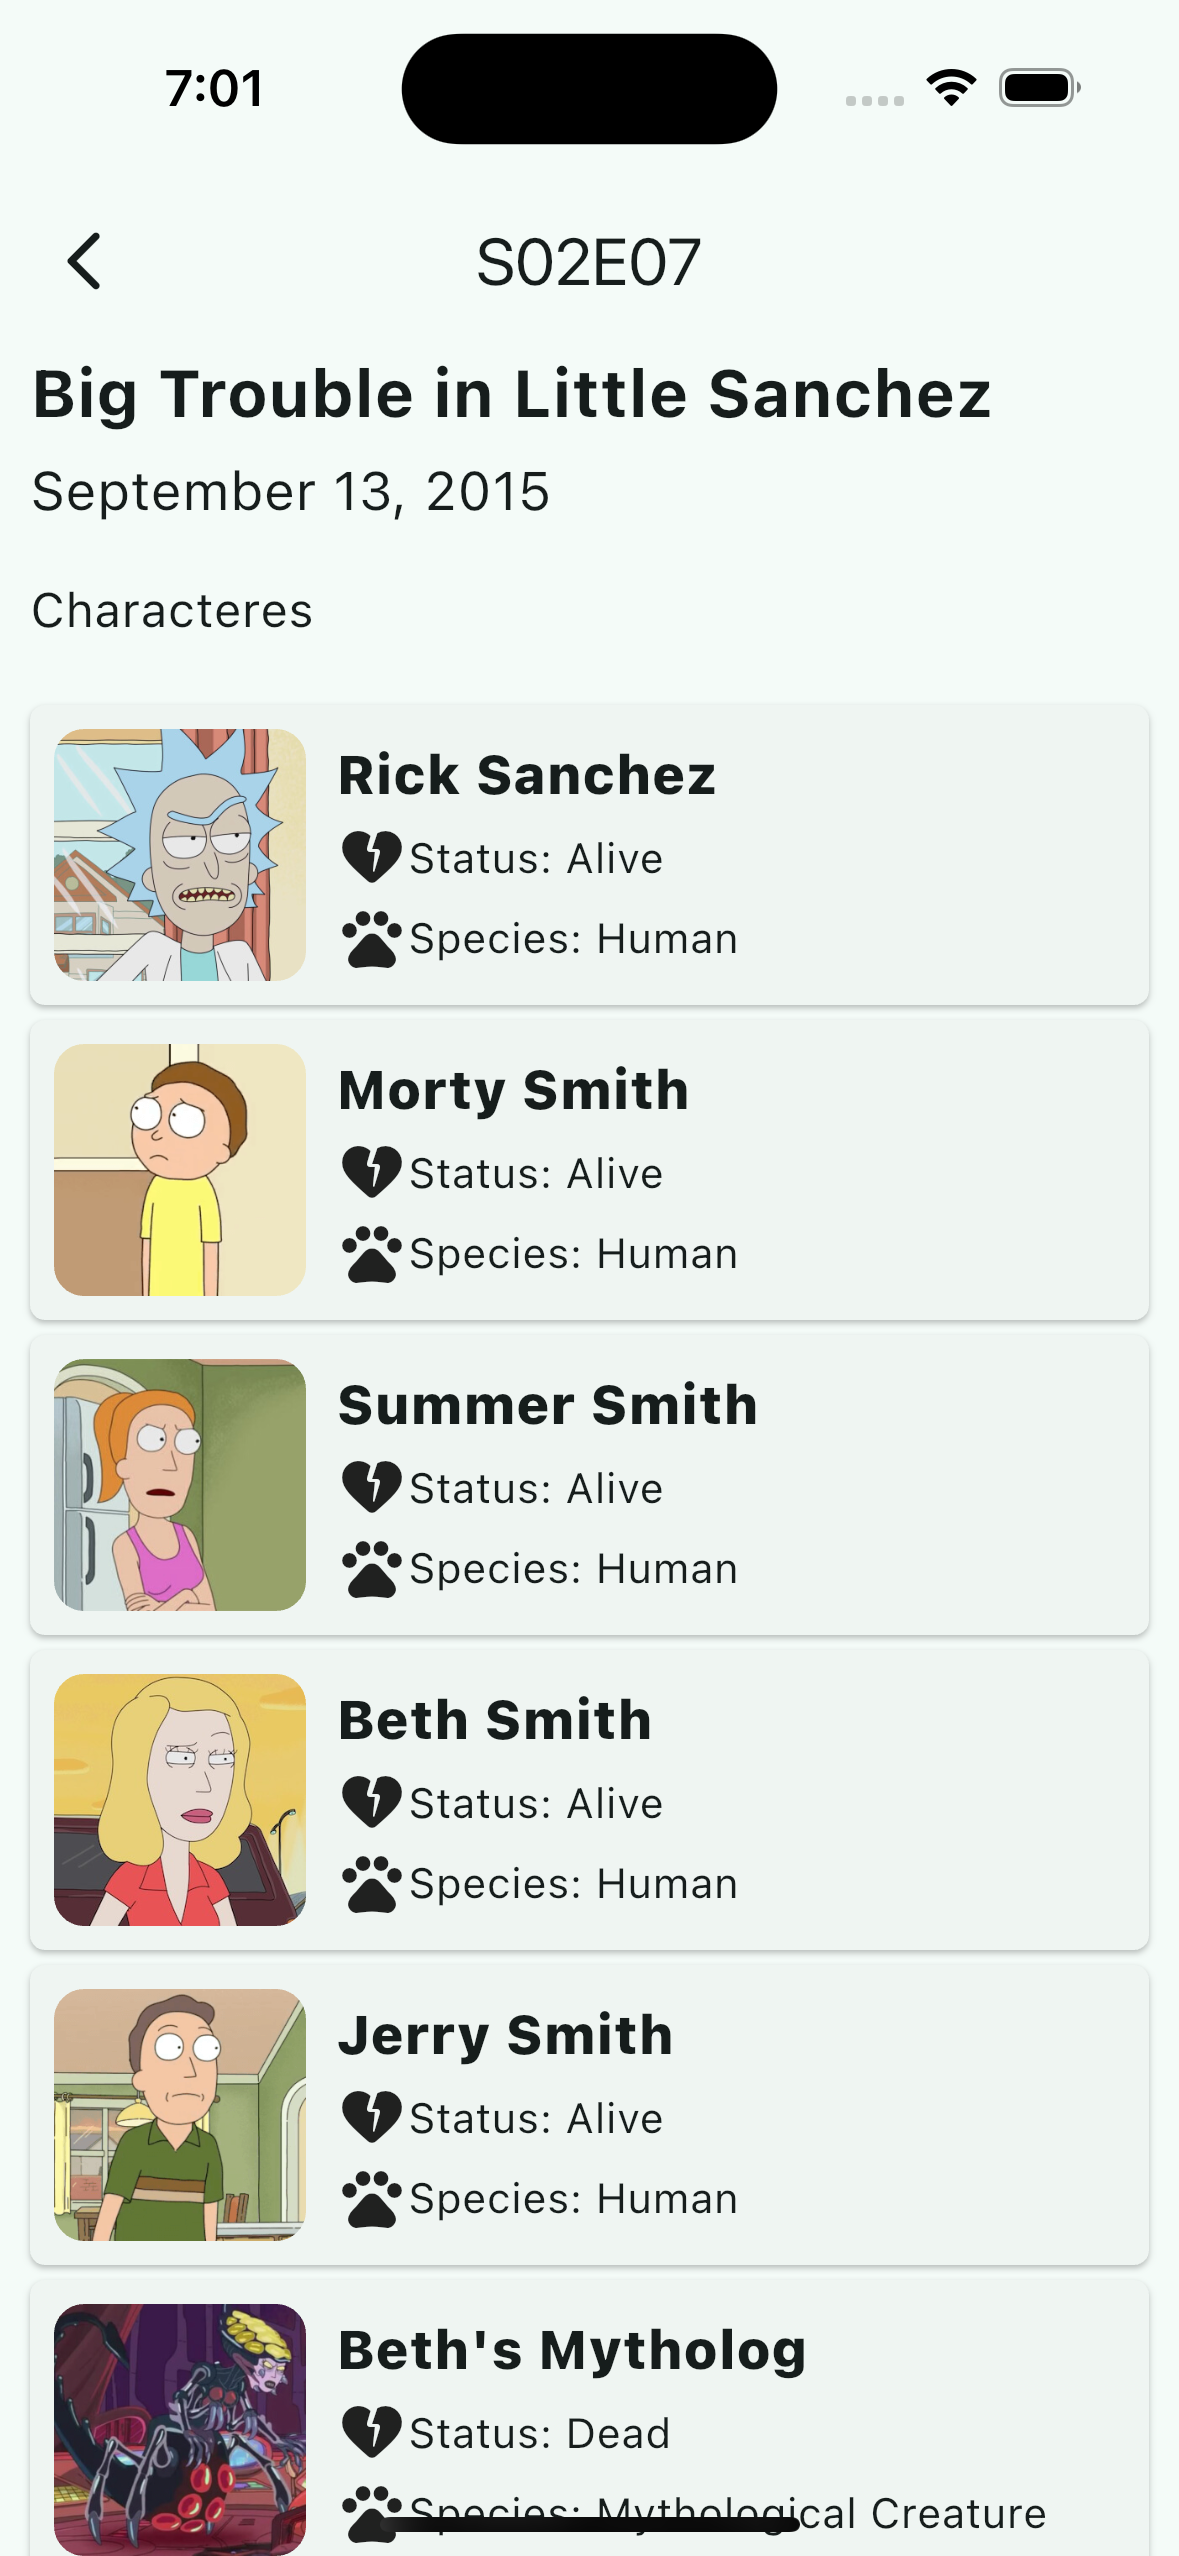 7:01
S02E07
Big Trouble in Little Sanchez
September 13, 2015
Characteres
Rick Sanchez
Status: Alive
Species: Human
Morty Smith
Status: Alive
Species: Human
Summer Smith
Status: Alive
Species: Human
Beth Smith
Status: Alive
Species: Human
Jerry Smith
Status: Alive
Species: Human
Beth's Mytholog
Status: Dead
Species: Mythological Creature